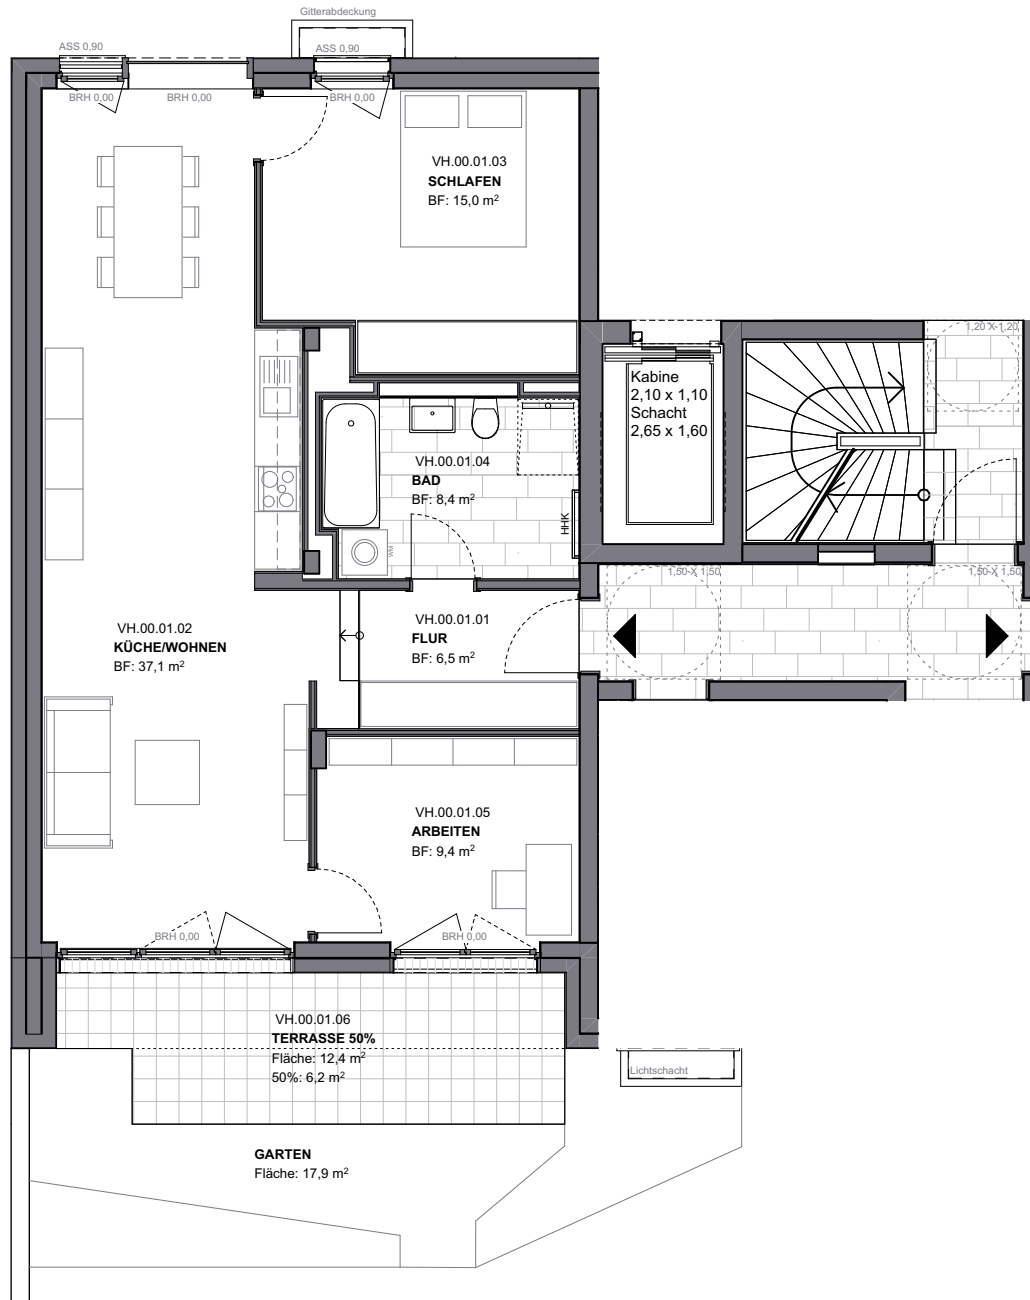 Gitterabdeckung
ASS 0,90
ASS 0,90
BRH 0,00
BRH 0,00
BRH 0,00
VH.00.01.03
SCHLAFEN
BF: 15,0 m²
1,20 X 1,20
Kabine
2,10 x 1,10
Schacht
2,65 x 1,60
VH.00.01.04
BAD
BF: 8,4 m²
HHK
WM
1,50 X 1,50
1,50 X 1,50
VH.00.01.01
FLUR
BF: 6,5 m²
VH.00.01.02
KÜCHE/WOHNEN
BF: 37,1 m²
VH.00.01.05
ARBEITEN
BF: 9,4 m²
BRH 0,00
BRH 0,00
VH.00.01.06
TERRASSE 50%
Fläche: 12,4 m²
50%: 6,2 m²
Lichtschacht
GARTEN
Fläche: 17,9 m²